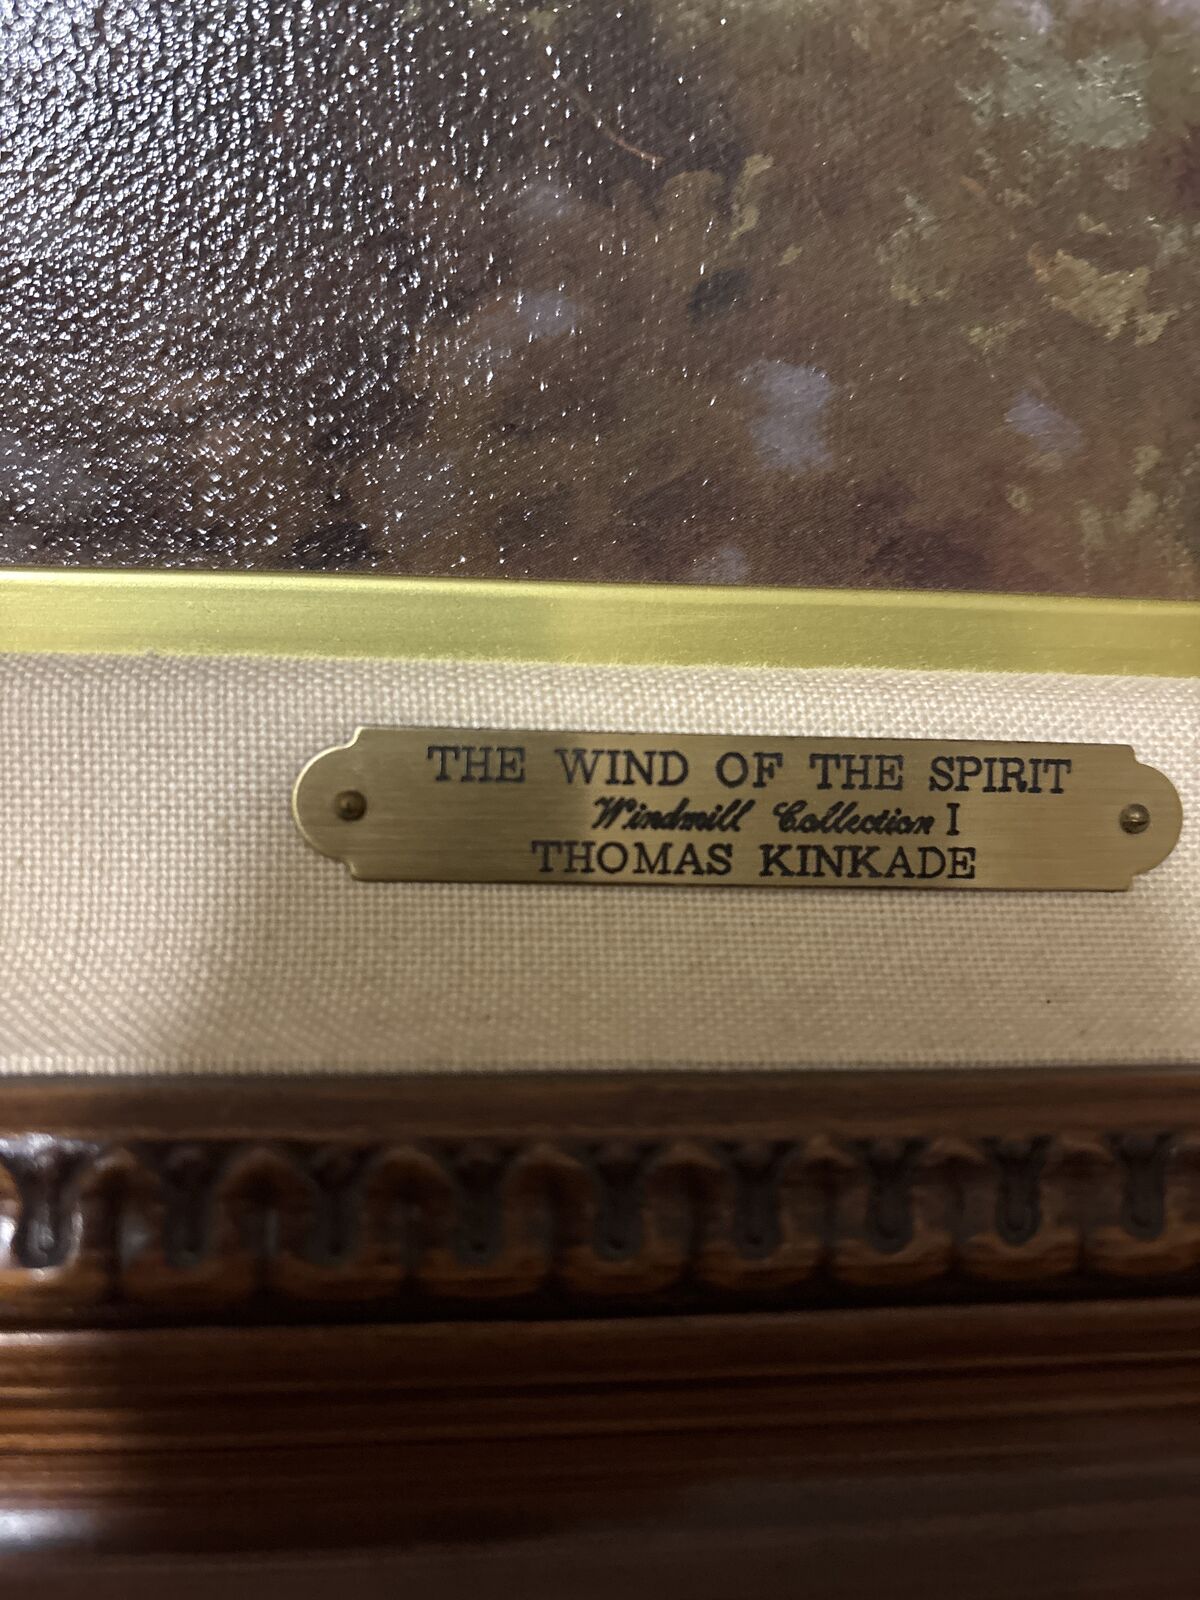 THE WIND OF THE SPIRIT
Windmill Collection I
THOMAS KINKADE